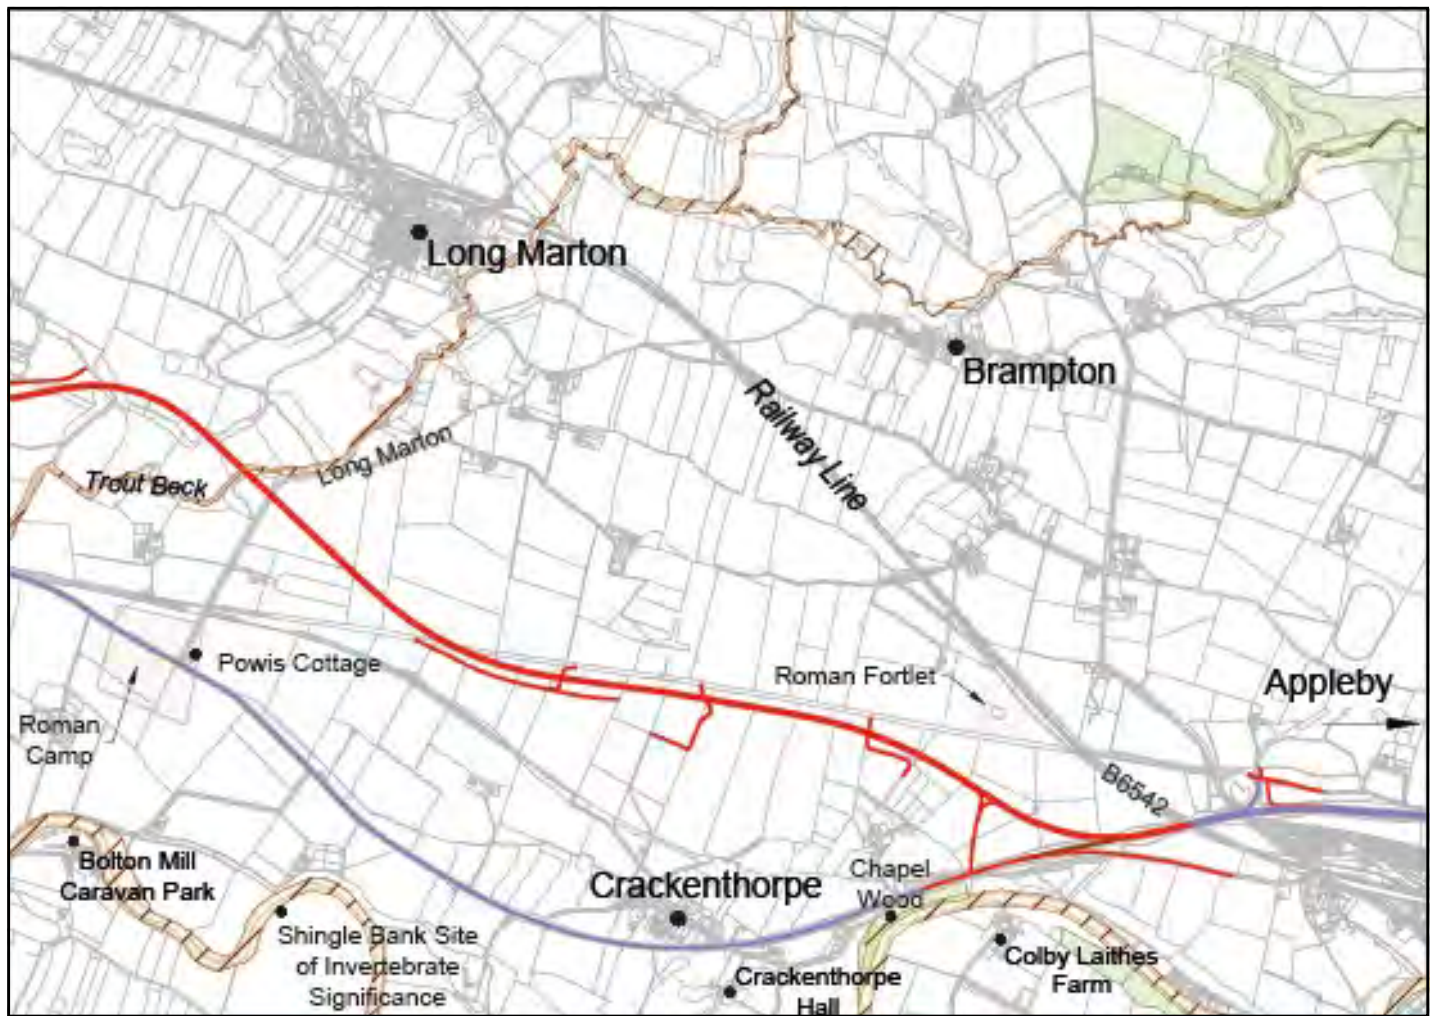 Long Marton
Brampton
Railway Line
Trout Beck
Long Marton
Powis Cottage
Roman Fortlet
Appleby
Roman
Camp
B6542
Bolton Mill
Caravan Park
Crackenthorpe
Chapel
Wood
Shingle Bank Site
of Invertebrate
Significance
Colby Laithes
Farm
Crackenthorpe
Hall